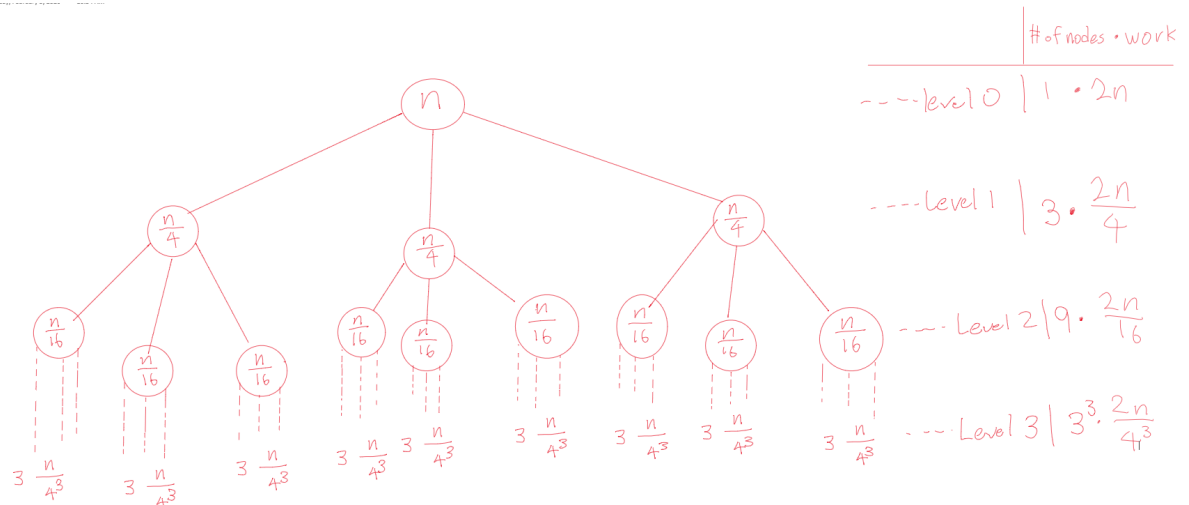 # of nodes • work
n
----level 0 | 1 • 2n
n/4 n/4 n/4
----Level 1 | 3 • 2n/4
n/16 n/16 n/16 n/16 n/16 n/16 n/16 n/16 n/16
---- Level 2 | 9 • 2n/16
3 n/4³ 3 n/4³ 3 n/4³ 3 n/4³ 3 n/4³ 3 n/4³ 3 n/4³ 3 n/4³ 3 n/4³
---- Level 3 | 3³ • 2n/4³